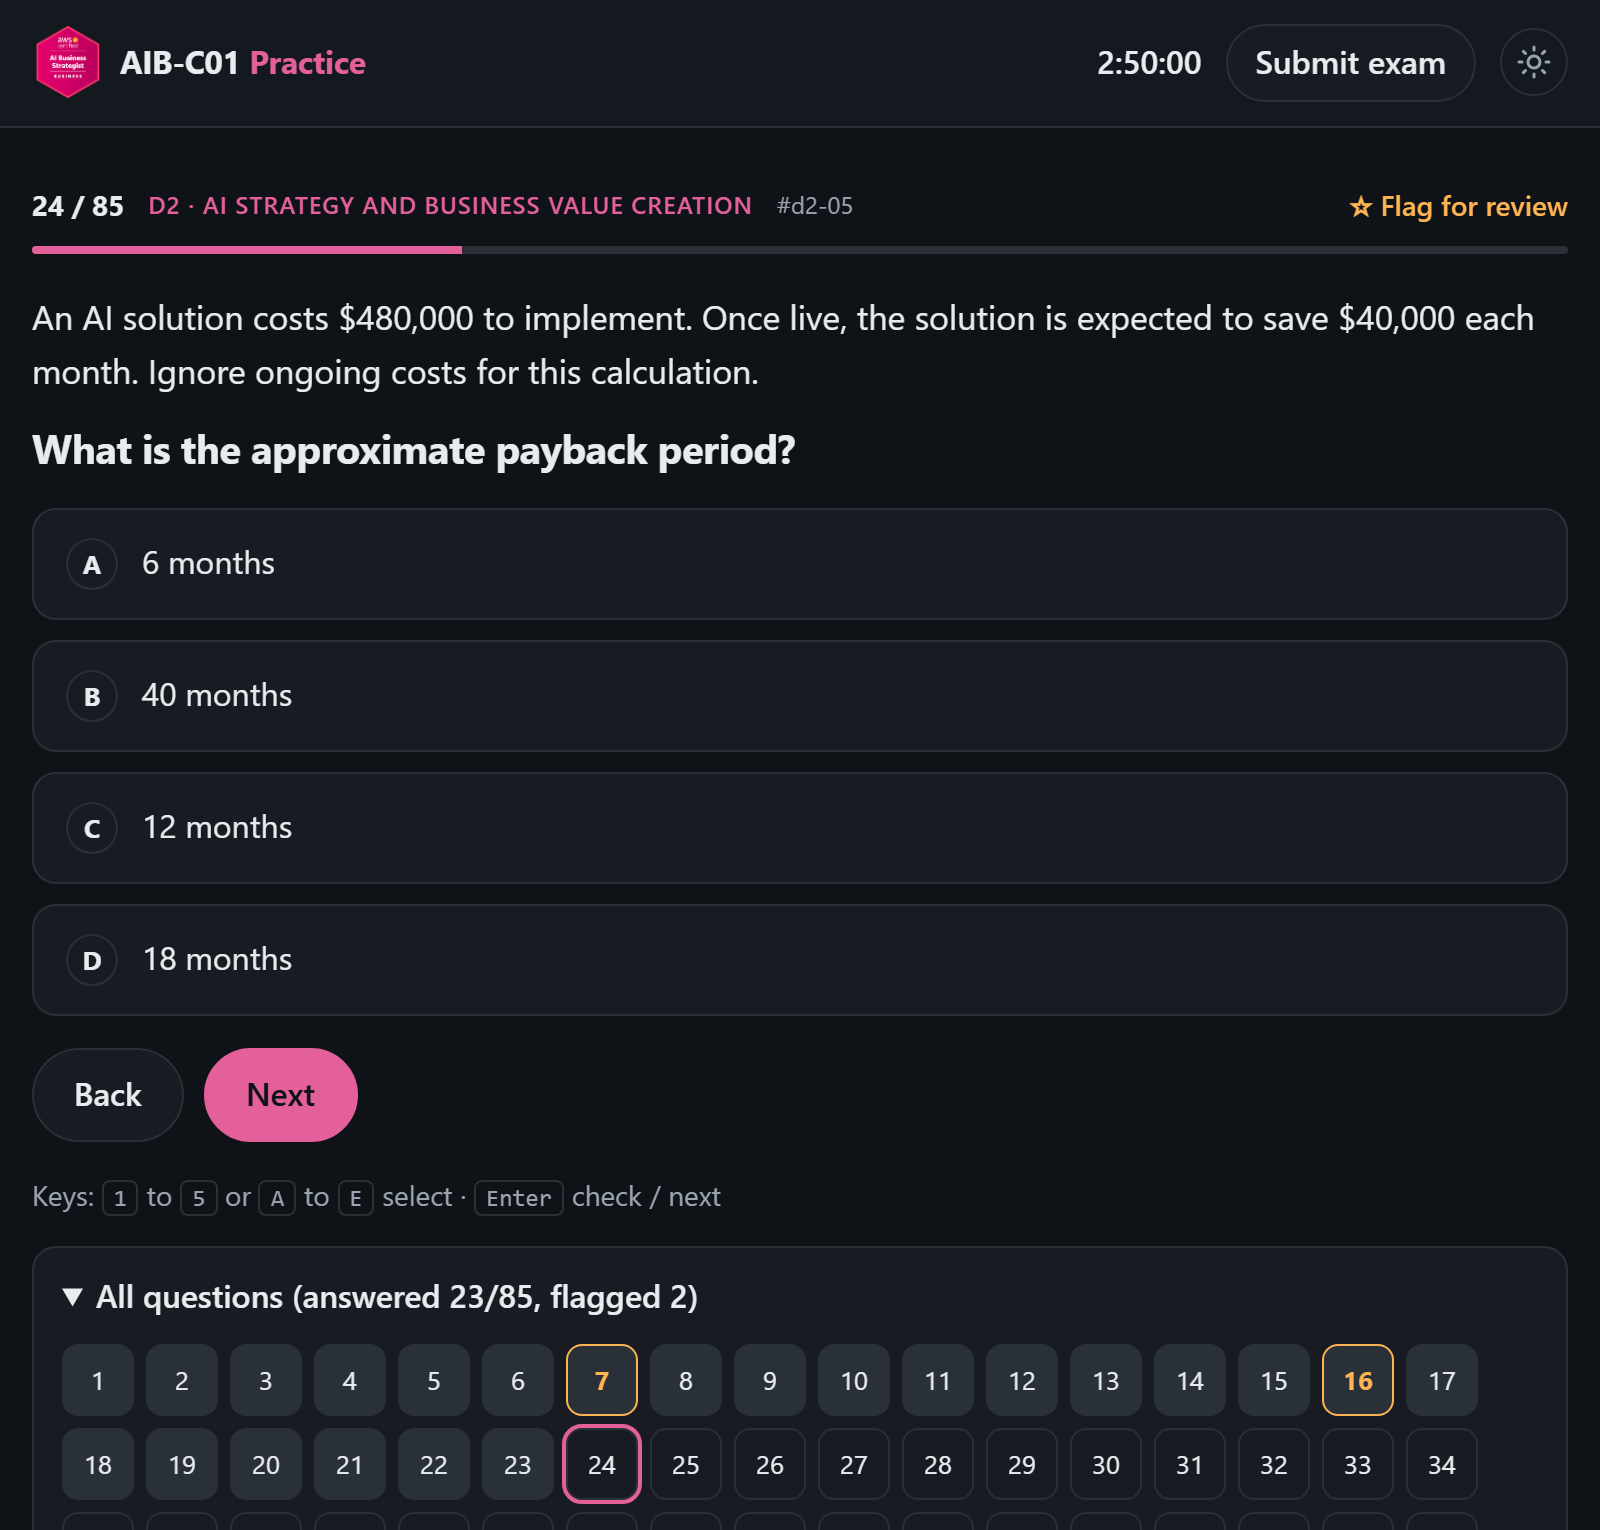 aws
certified
AI Business
Strategist
BUSINESS
AIB-C01 Practice
2:50:00
Submit exam
24 / 85 D2 · AI STRATEGY AND BUSINESS VALUE CREATION #d2-05
☆ Flag for review
An AI solution costs $480,000 to implement. Once live, the solution is expected to save $40,000 each
month. Ignore ongoing costs for this calculation.
What is the approximate payback period?
A 6 months
B 40 months
C 12 months
D 18 months
Back Next
Keys: 1 to 5 or A to E select · Enter check / next
▼ All questions (answered 23/85, flagged 2)
1 2 3 4 5 6 7 8 9 10 11 12 13 14 15 16 17
18 19 20 21 22 23 24 25 26 27 28 29 30 31 32 33 34